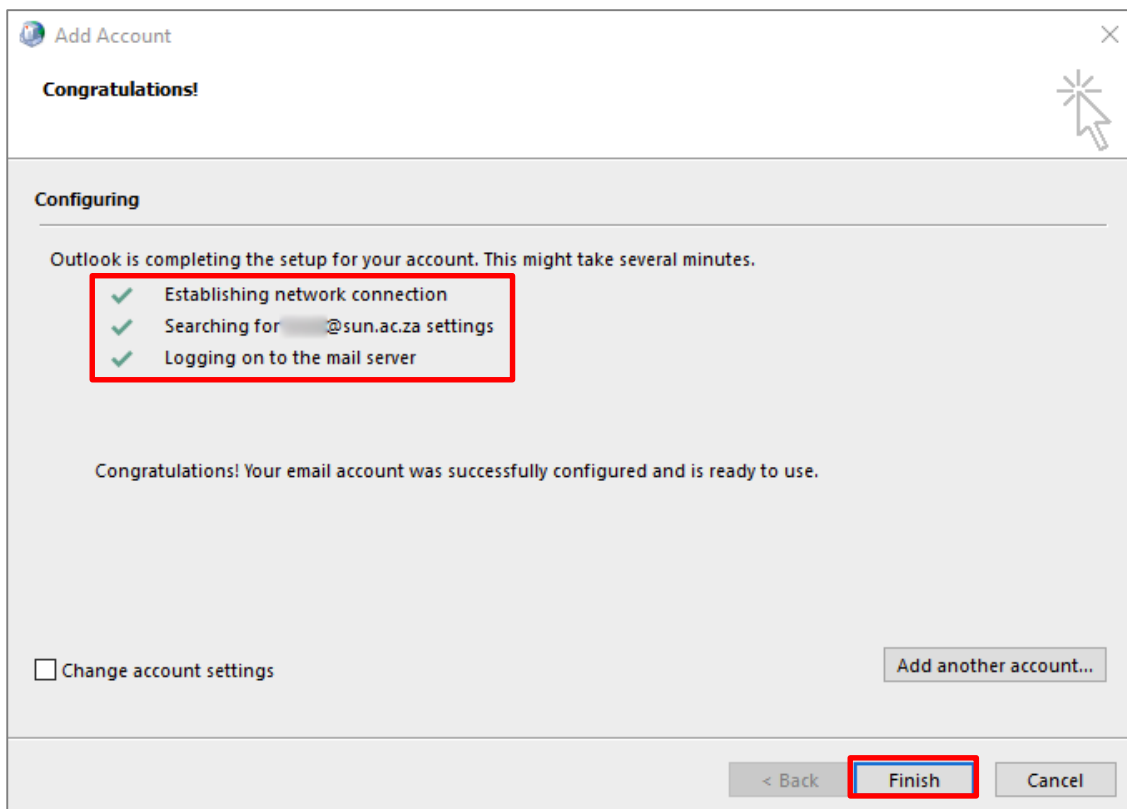 Add Account
Congratulations!
Configuring
Outlook is completing the setup for your account. This might take several minutes.
Establishing network connection
Searching for @sun.ac.za settings
Logging on to the mail server
Congratulations! Your email account was successfully configured and is ready to use.
Change account settings
Add another account...
< Back
Finish
Cancel